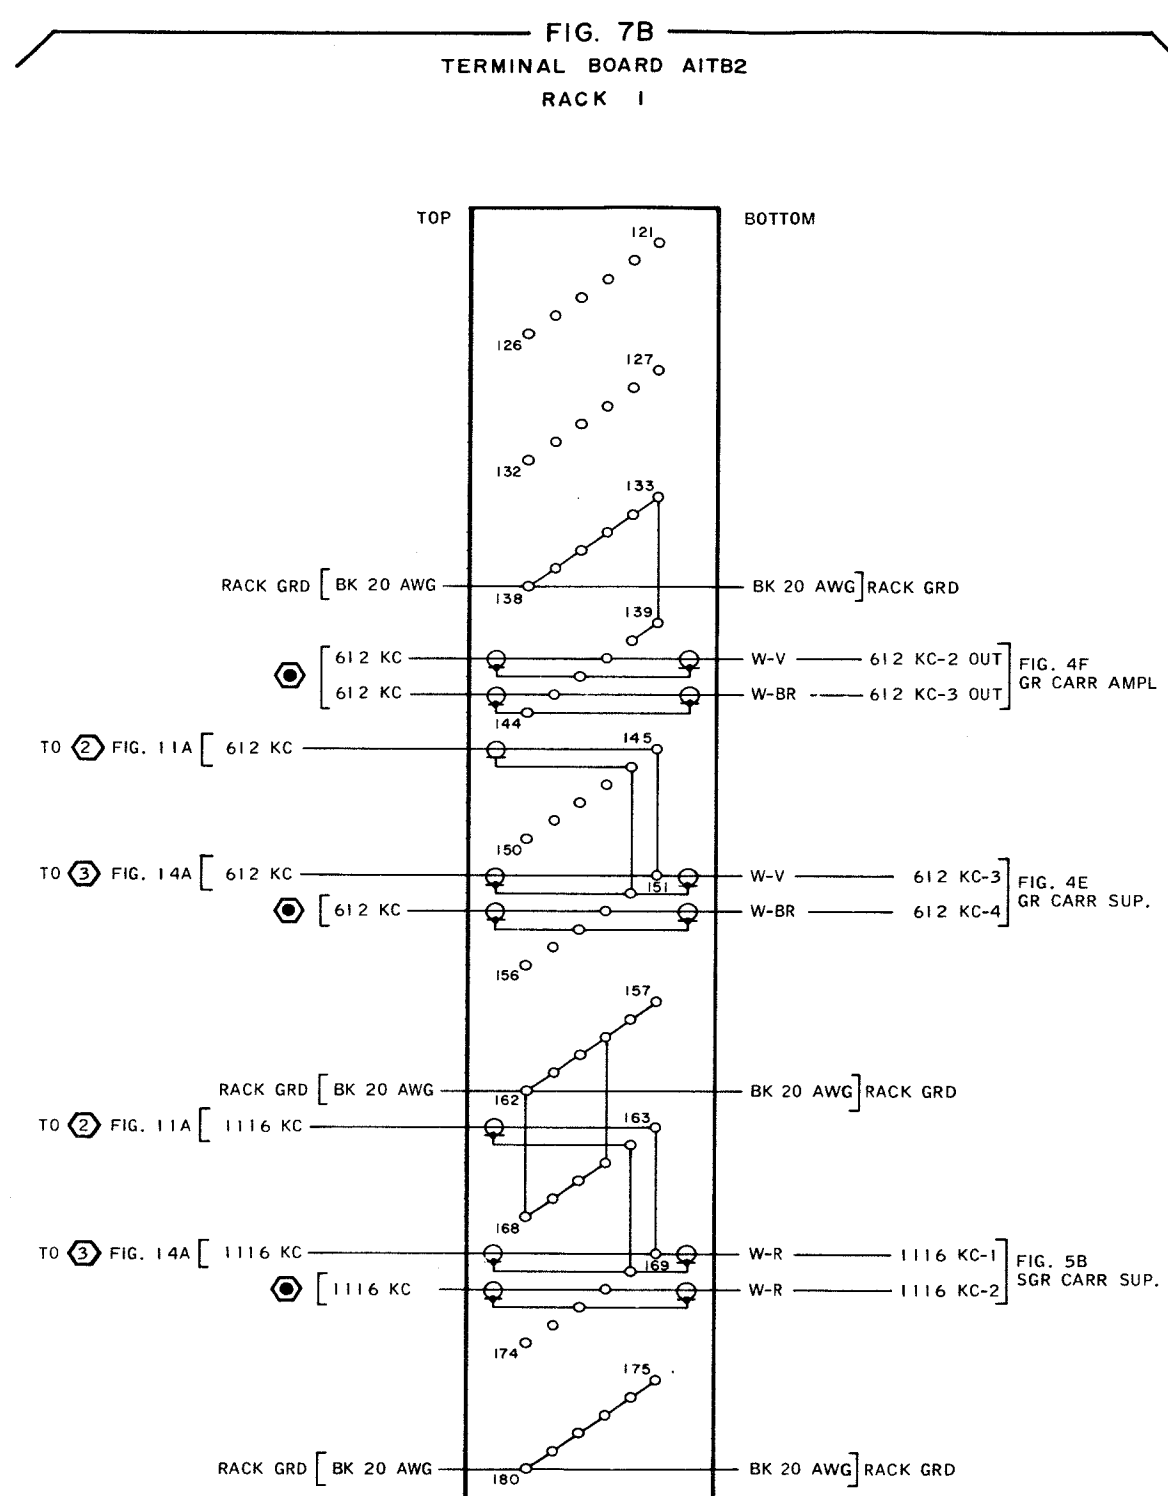 FIG. 7B
TERMINAL BOARD A1TB2
RACK 1
TOP
BOTTOM
121
126
127
132
133
RACK GRD [ BK 20 AWG
BK 20 AWG ] RACK GRD
138
139
612 KC
W-V 612 KC-2 OUT
FIG. 4F
GR CARR AMPL
612 KC
W-BR 612 KC-3 OUT
144
TO 2 FIG. 11A [ 612 KC
145
150
TO 3 FIG. 14A [ 612 KC
151
W-V 612 KC-3
FIG. 4E
GR CARR SUP.
[ 612 KC
W-BR 612 KC-4
156
157
RACK GRD [ BK 20 AWG
BK 20 AWG ] RACK GRD
162
TO 2 FIG. 11A [ 1116 KC
163
168
TO 3 FIG. 14A [ 1116 KC
169
W-R 1116 KC-1
FIG. 5B
SGR CARR SUP.
[ 1116 KC
W-R 1116 KC-2
174
175
RACK GRD [ BK 20 AWG
BK 20 AWG ] RACK GRD
180